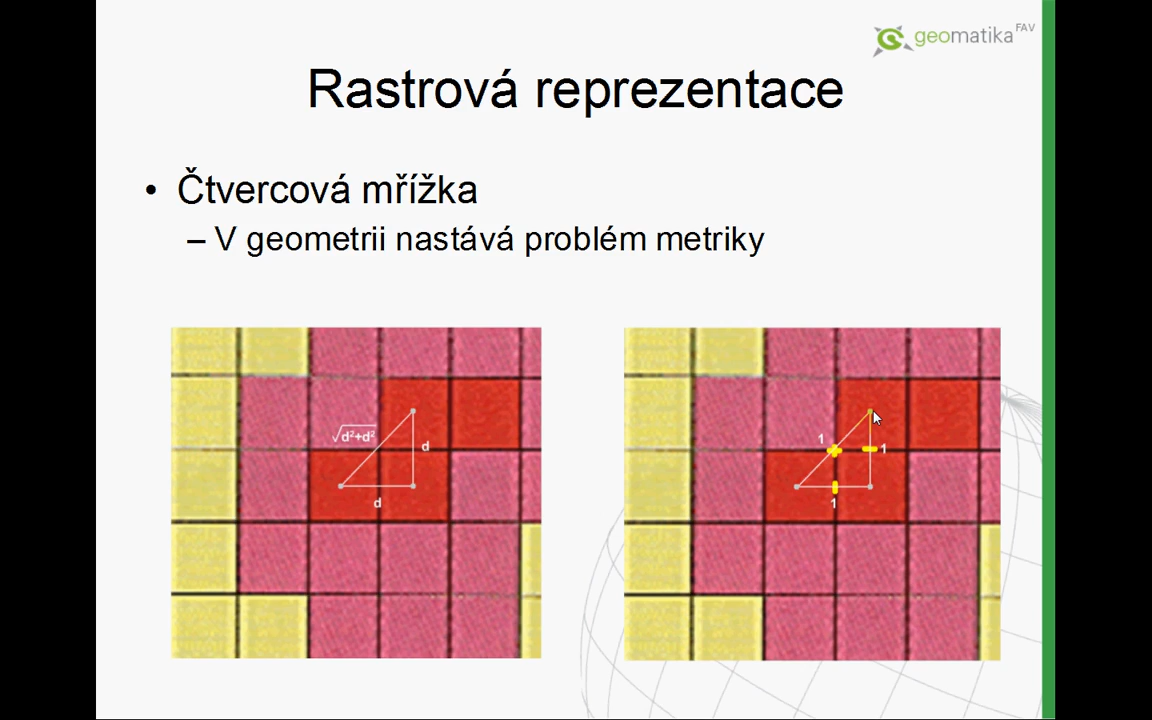 geomatika FAV
Rastrová reprezentace
• Čtvercová mřížka
– V geometrii nastává problém metriky
√d²+d²
d
d
1
1
1